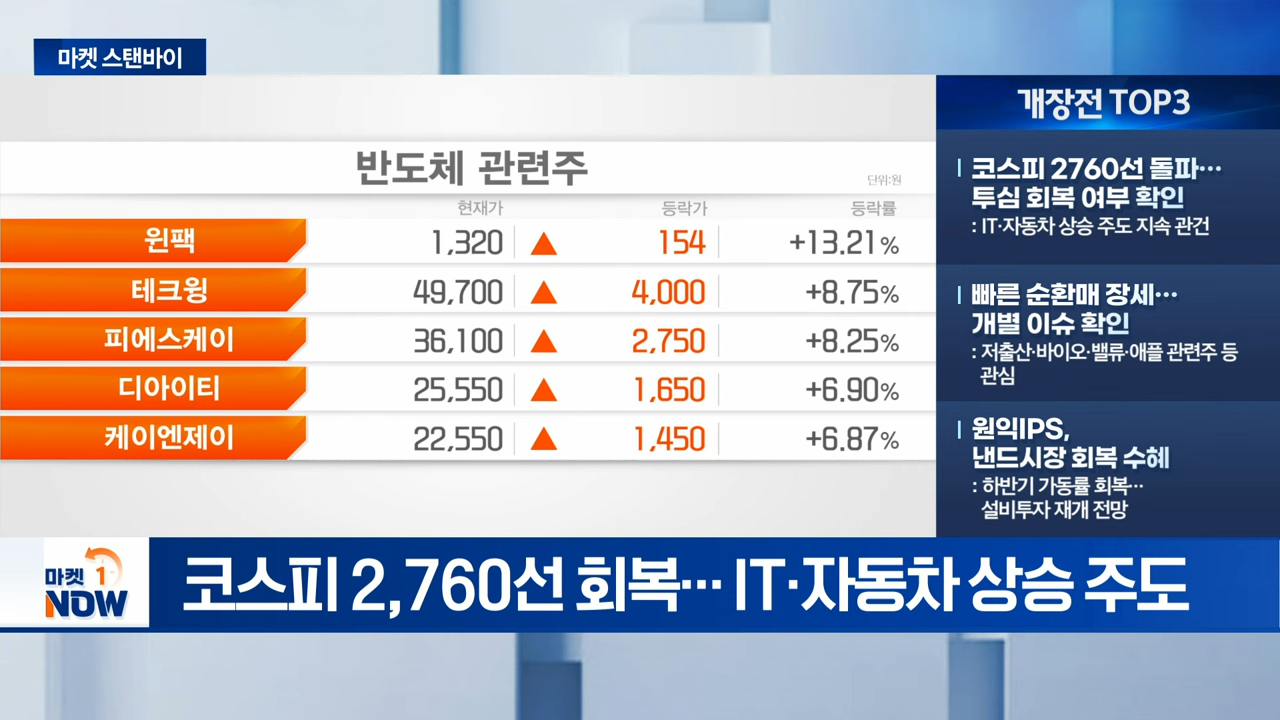 마켓 스탠바이
반도체 관련주
단위:원
현재가 등락가 등락률
윈팩 1,320 ▲ 154 +13.21%
테크윙 49,700 ▲ 4,000 +8.75%
피에스케이 36,100 ▲ 2,750 +8.25%
디아이티 25,550 ▲ 1,650 +6.90%
케이엔제이 22,550 ▲ 1,450 +6.87%
개장전 TOP3
코스피 2760선 돌파…
투심 회복 여부 확인
: IT·자동차 상승 주도 지속 관건
빠른 순환매 장세…
개별 이슈 확인
: 저출산·바이오·밸류·애플 관련주 등
관심
원익IPS,
낸드시장 회복 수혜
: 하반기 가동률 회복…
설비투자 재개 전망
마켓 1
NOW
코스피 2,760선 회복… IT·자동차 상승 주도